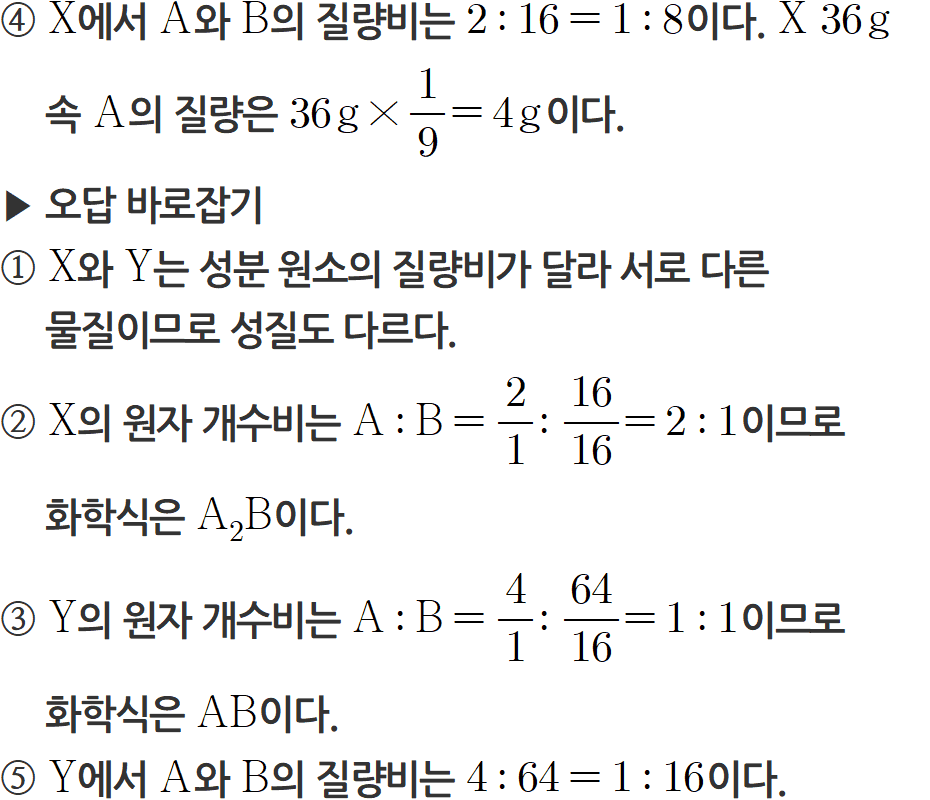 ④ X에서 A와 B의 질량비는 2 : 16 = 1 : 8이다. X 36 g
속 A의 질량은 36 g × 1/9 = 4 g이다.
▶ 오답 바로잡기
① X와 Y는 성분 원소의 질량비가 달라 서로 다른
물질이므로 성질도 다르다.
② X의 원자 개수비는 A : B = 2/1 : 16/16 = 2 : 1이므로
화학식은 A₂B이다.
③ Y의 원자 개수비는 A : B = 4/1 : 64/16 = 1 : 1이므로
화학식은 AB이다.
⑤ Y에서 A와 B의 질량비는 4 : 64 = 1 : 16이다.